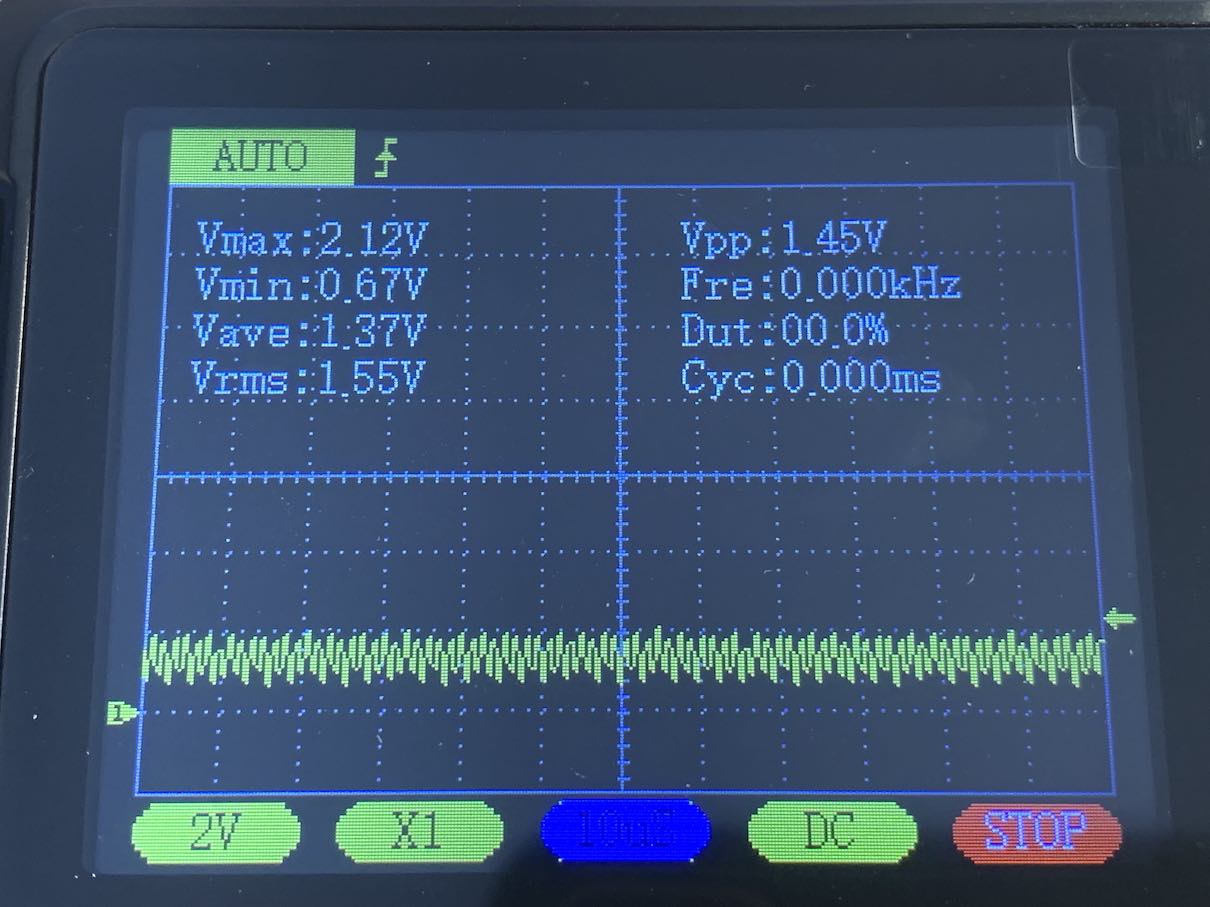 AUTO
Vmax:2.12V
Vmin:0.67V
Vave:1.37V
Vrms:1.55V
Vpp:1.45V
Fre:0.000kHz
Dut:00.0%
Cyc:0.000ms
1
2V
X1
10mS
DC
STOP